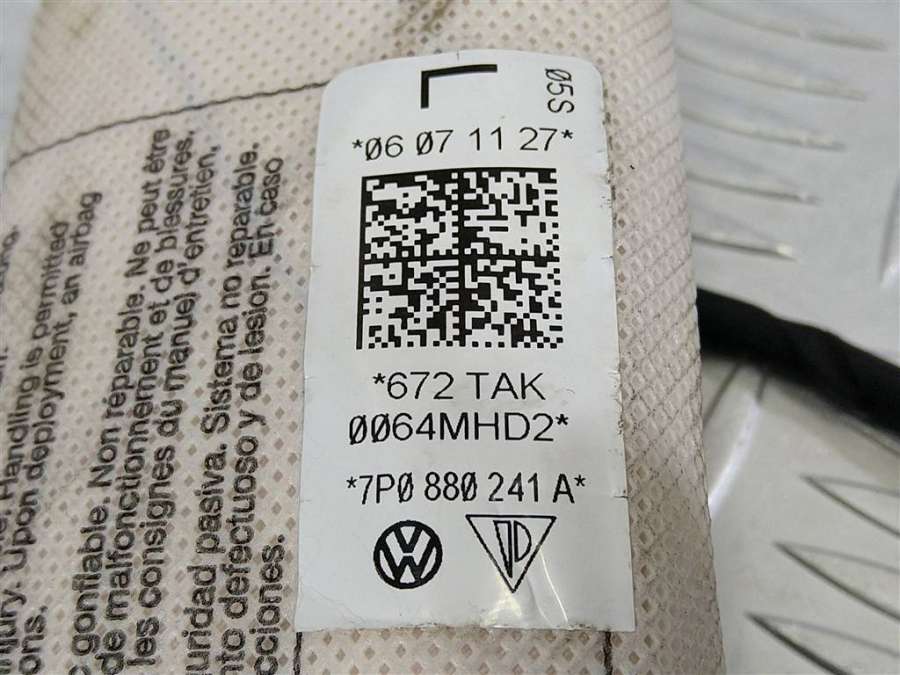 L
05S
*06 07 11 27*
*672 TAK
0064MHD2*
*7P0 880 241 A*
Handling is permitted
Upon deployment, an airbag
ons,
gonflable. Non réparable. Ne peut être
de malfonctionnement et de blessures.
les consignes du manuel d'entretien,
uridad pasiva. Sistema no reparable.
nto defectuoso y de lesion. En caso
cciones.